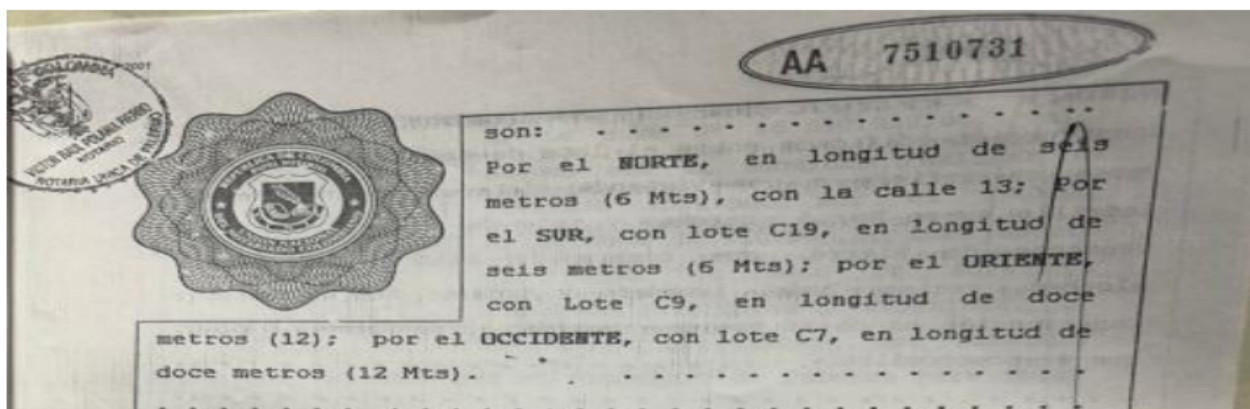 AA 7510731
COLOMBIA
NOTARIO
NOTARIA UNICA DE
son: . . . . . . . . . . . . . . . . . .
Por el NORTE, en longitud de seis
metros (6 Mts), con la calle 13; Por
el SUR, con lote C19, en longitud de
seis metros (6 Mts); por el ORIENTE,
con Lote C9, en longitud de doce
metros (12); por el OCCIDENTE, con lote C7, en longitud de
doce metros (12 Mts). . . . . . . . . . . . . . . . .